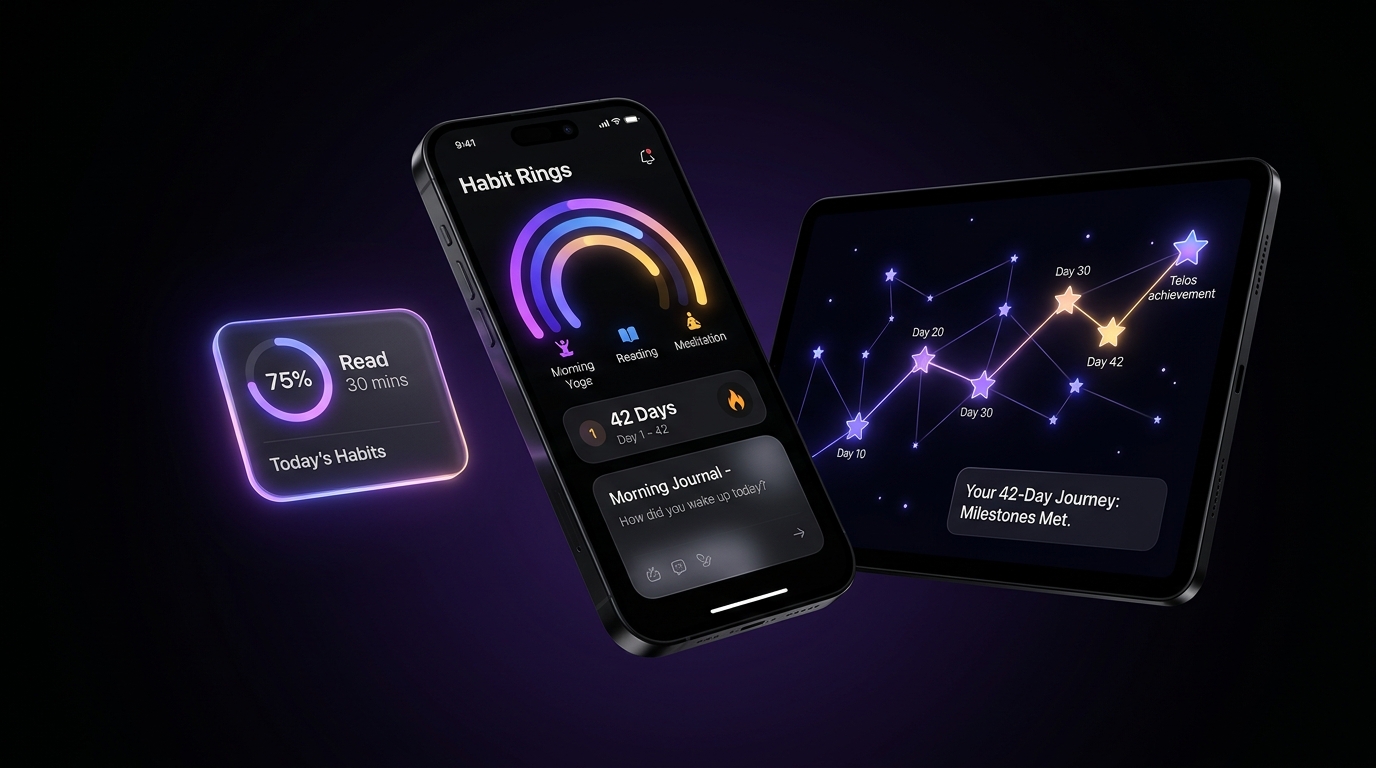 75%
Read
30 mins
Today's Habits
9:41
Habit Rings
Morning
Yoge
Reading
Meelitation
1
42 Days
Day 1 - 42
Morning Journal -
How did you wake up today?
Day 10
Day 20
Day 30
Day 30
Day 42
Telos
achievement
Your 42-Day Journey:
Milestones Met.